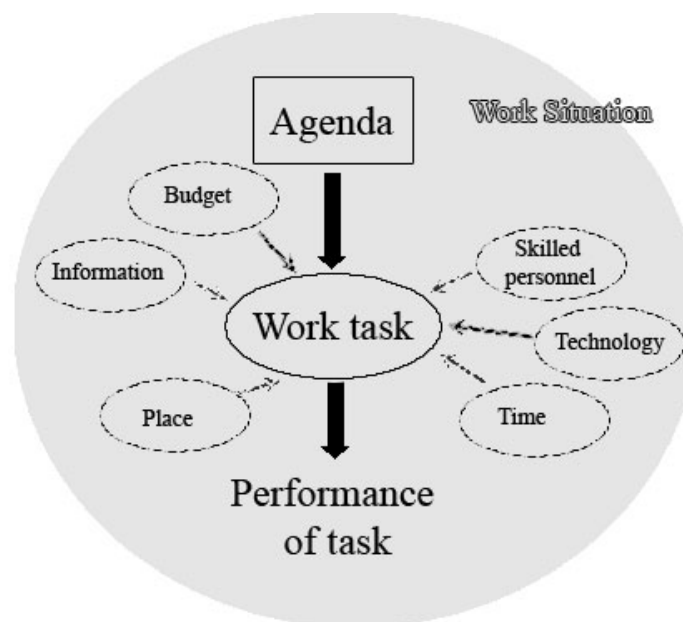 Agenda
Work Situation
Budget
Skilled
personnel
Information
Work task
Technology
Place
Time
Performance
of task